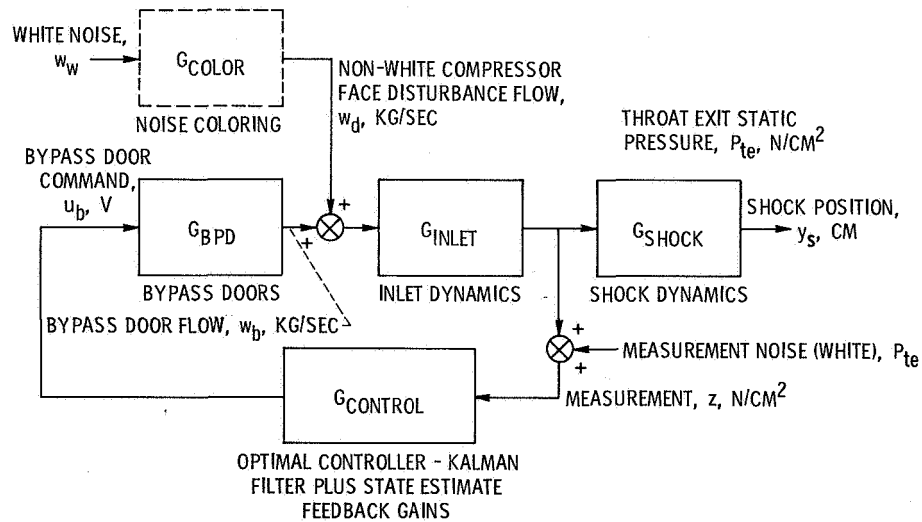 WHITE NOISE,
w_w
G_COLOR
NOISE COLORING
NON-WHITE COMPRESSOR
FACE DISTURBANCE FLOW,
w_d, KG/SEC
THROAT EXIT STATIC
PRESSURE, P_te, N/CM²
BYPASS DOOR
COMMAND,
u_b, V
G_BPD
BYPASS DOORS
+
+
G_INLET
INLET DYNAMICS
G_SHOCK
SHOCK DYNAMICS
SHOCK POSITION,
y_s, CM
BYPASS DOOR FLOW, w_b, KG/SEC
+
+
MEASUREMENT NOISE (WHITE), P_te
MEASUREMENT, z, N/CM²
G_CONTROL
OPTIMAL CONTROLLER - KALMAN
FILTER PLUS STATE ESTIMATE
FEEDBACK GAINS